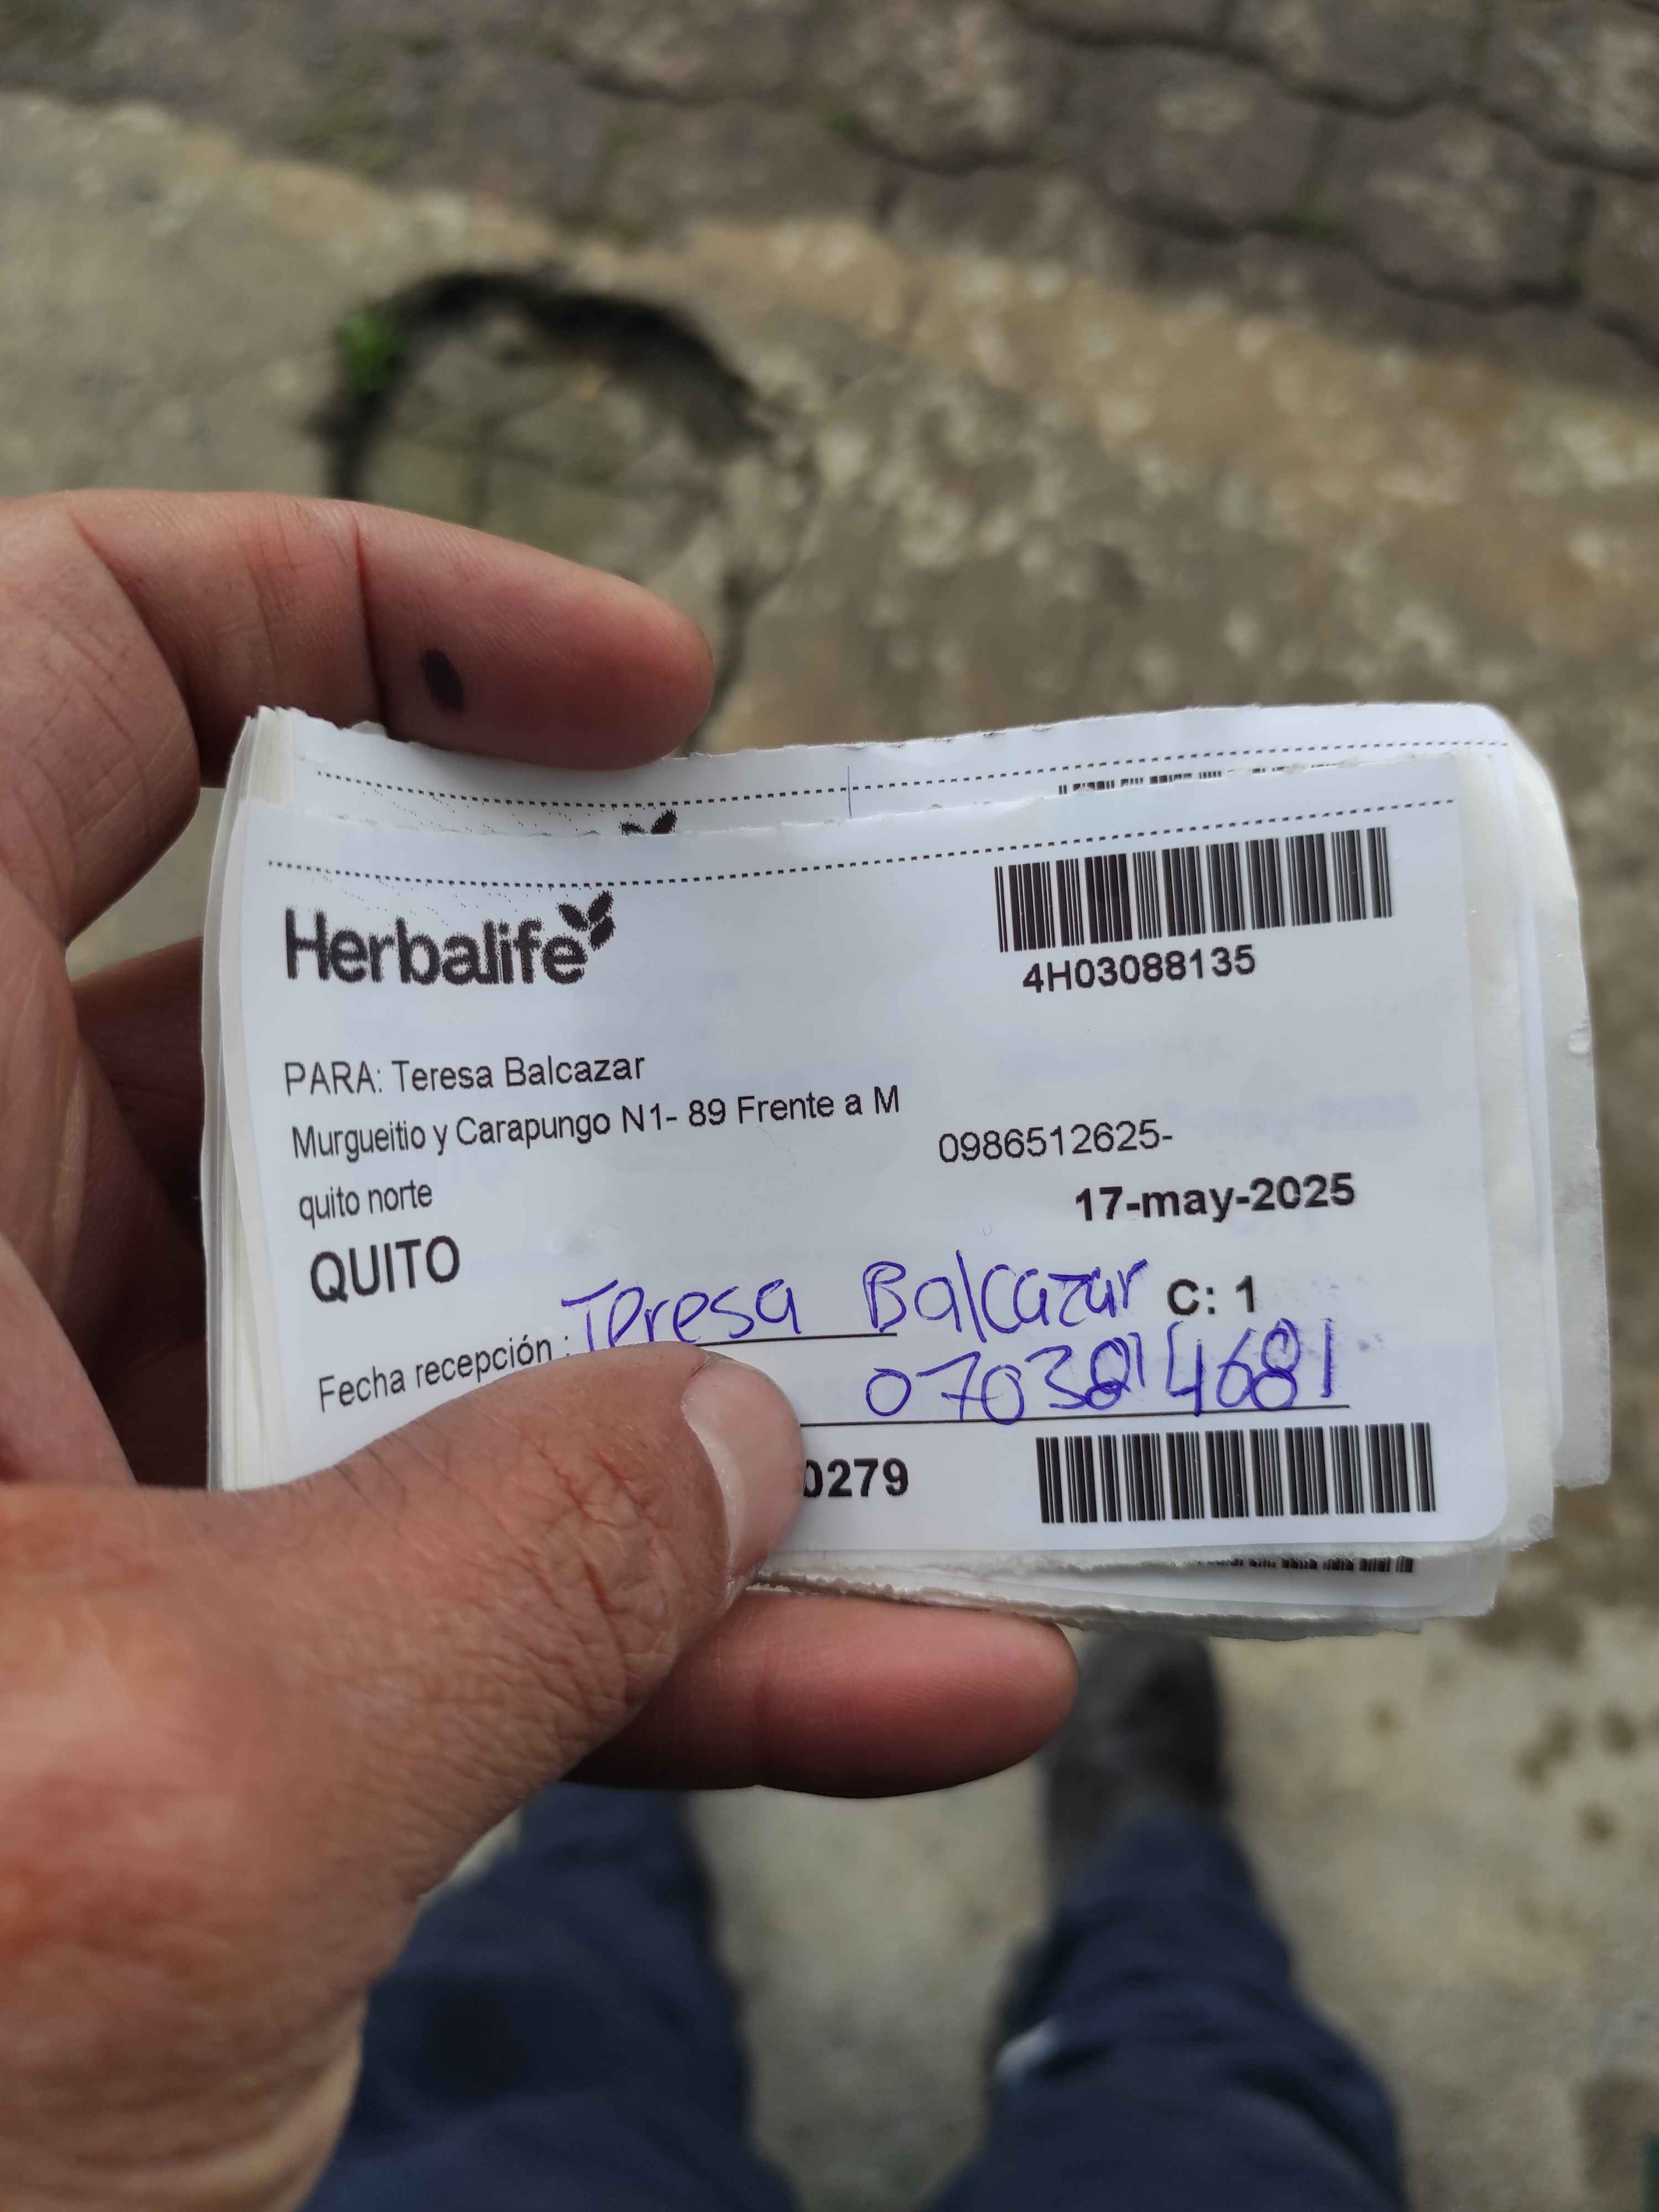 Herbalife
4H03088135
PARA: Teresa Balcazar
Murgueitio y Carapungo N1- 89 Frente a M
0986512625-
quito norte
17-may-2025
QUITO
Teresa Balcazar C: 1
Fecha recepción :
0279